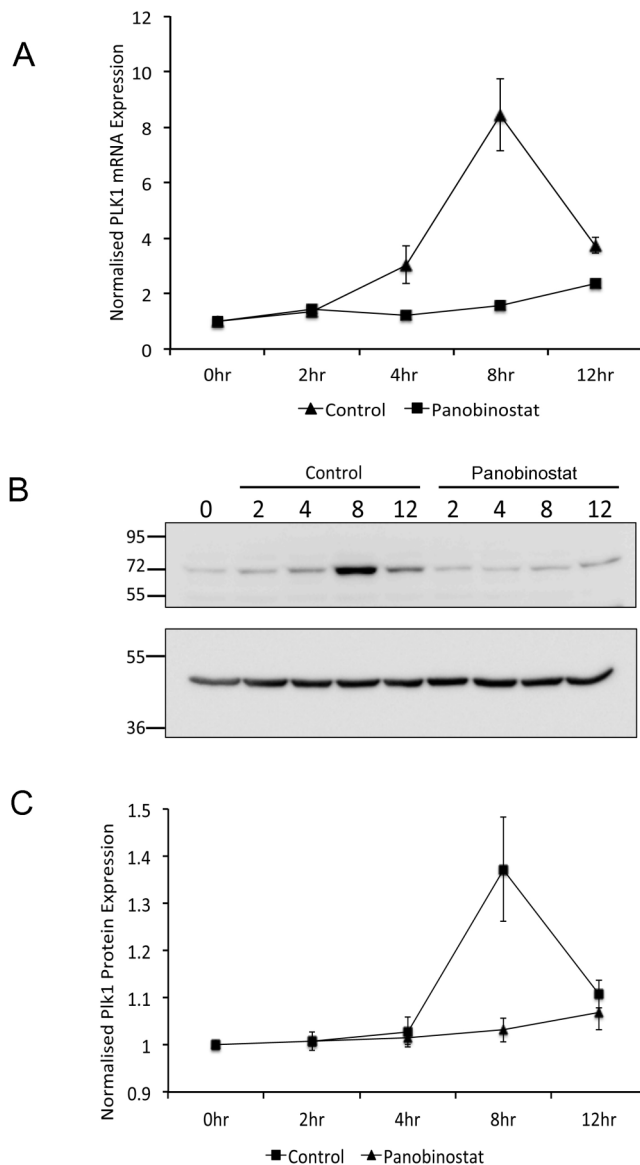 A
Normalised PLK1 mRNA Expression
12
10
8
6
4
2
0
0hr 2hr 4hr 8hr 12hr
Control Panobinostat
B
Control Panobinostat
0 2 4 8 12 2 4 8 12
95
72
55
55
36
C
Normalised Plk1 Protein Expression
1.5
1.4
1.3
1.2
1.1
1
0.9
0hr 2hr 4hr 8hr 12hr
Control Panobinostat